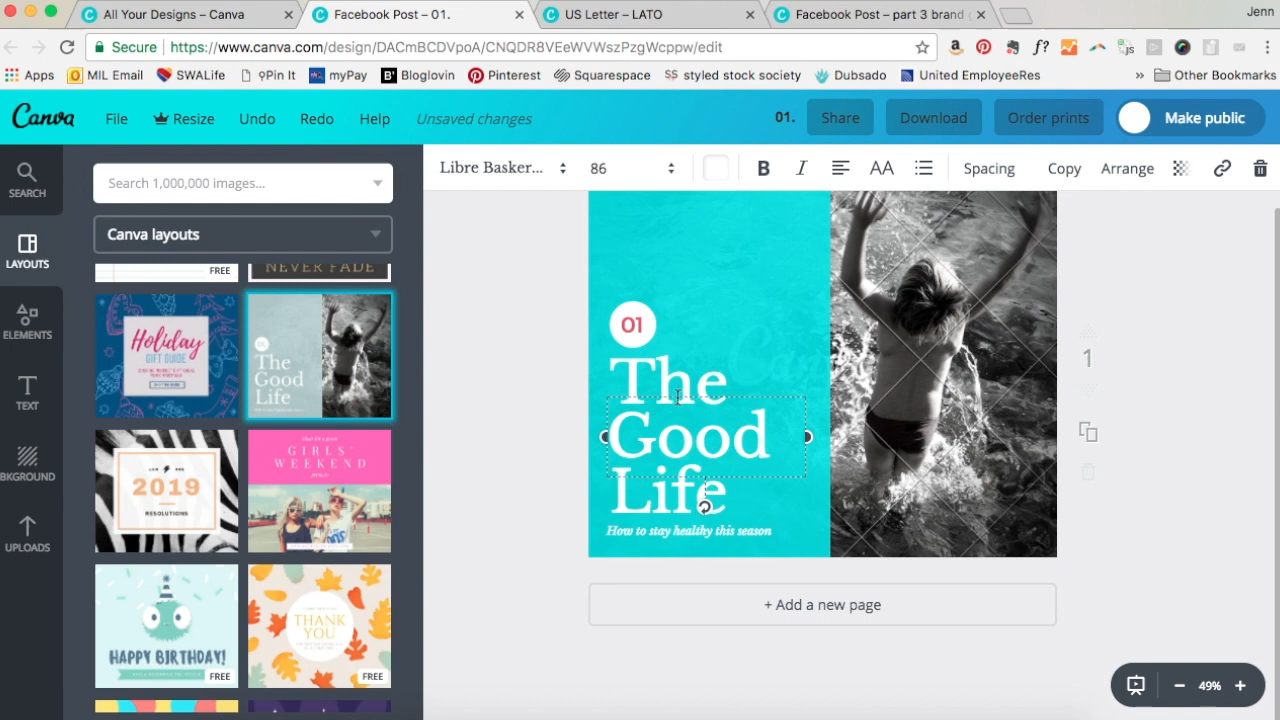 All Your Designs – Canva
Facebook Post – 01.
US Letter – LATO
Facebook Post – part 3 brand
Jenn
Secure
https://www.canva.com/design/DACmBCDVpoA/CNQDR8VEeWVWszPzgWcppw/edit
Apps
MIL Email
SWALife
Pin It
myPay
Bloglovin
Pinterest
Squarespace
SS styled stock society
Dubsado
United EmployeeRes
»
Other Bookmarks
Canva
File
Resize
Undo
Redo
Help
Unsaved changes
01.
Share
Download
Order prints
Make public
Libre Basker...
86
B
I
AA
Spacing
Copy
Arrange
SEARCH
LAYOUTS
ELEMENTS
TEXT
BKGROUND
UPLOADS
Search 1,000,000 images...
Canva layouts
FREE
NEVER FADE
Holiday
GIFT GUIDE
The
Good
Life
2019
RESOLUTIONS
GIRLS'
WEEKEND
HAPPY BIRTHDAY!
FREE
THANK
YOU
FREE
01
The
Good
Life
How to stay healthy this season
1
+ Add a new page
49%